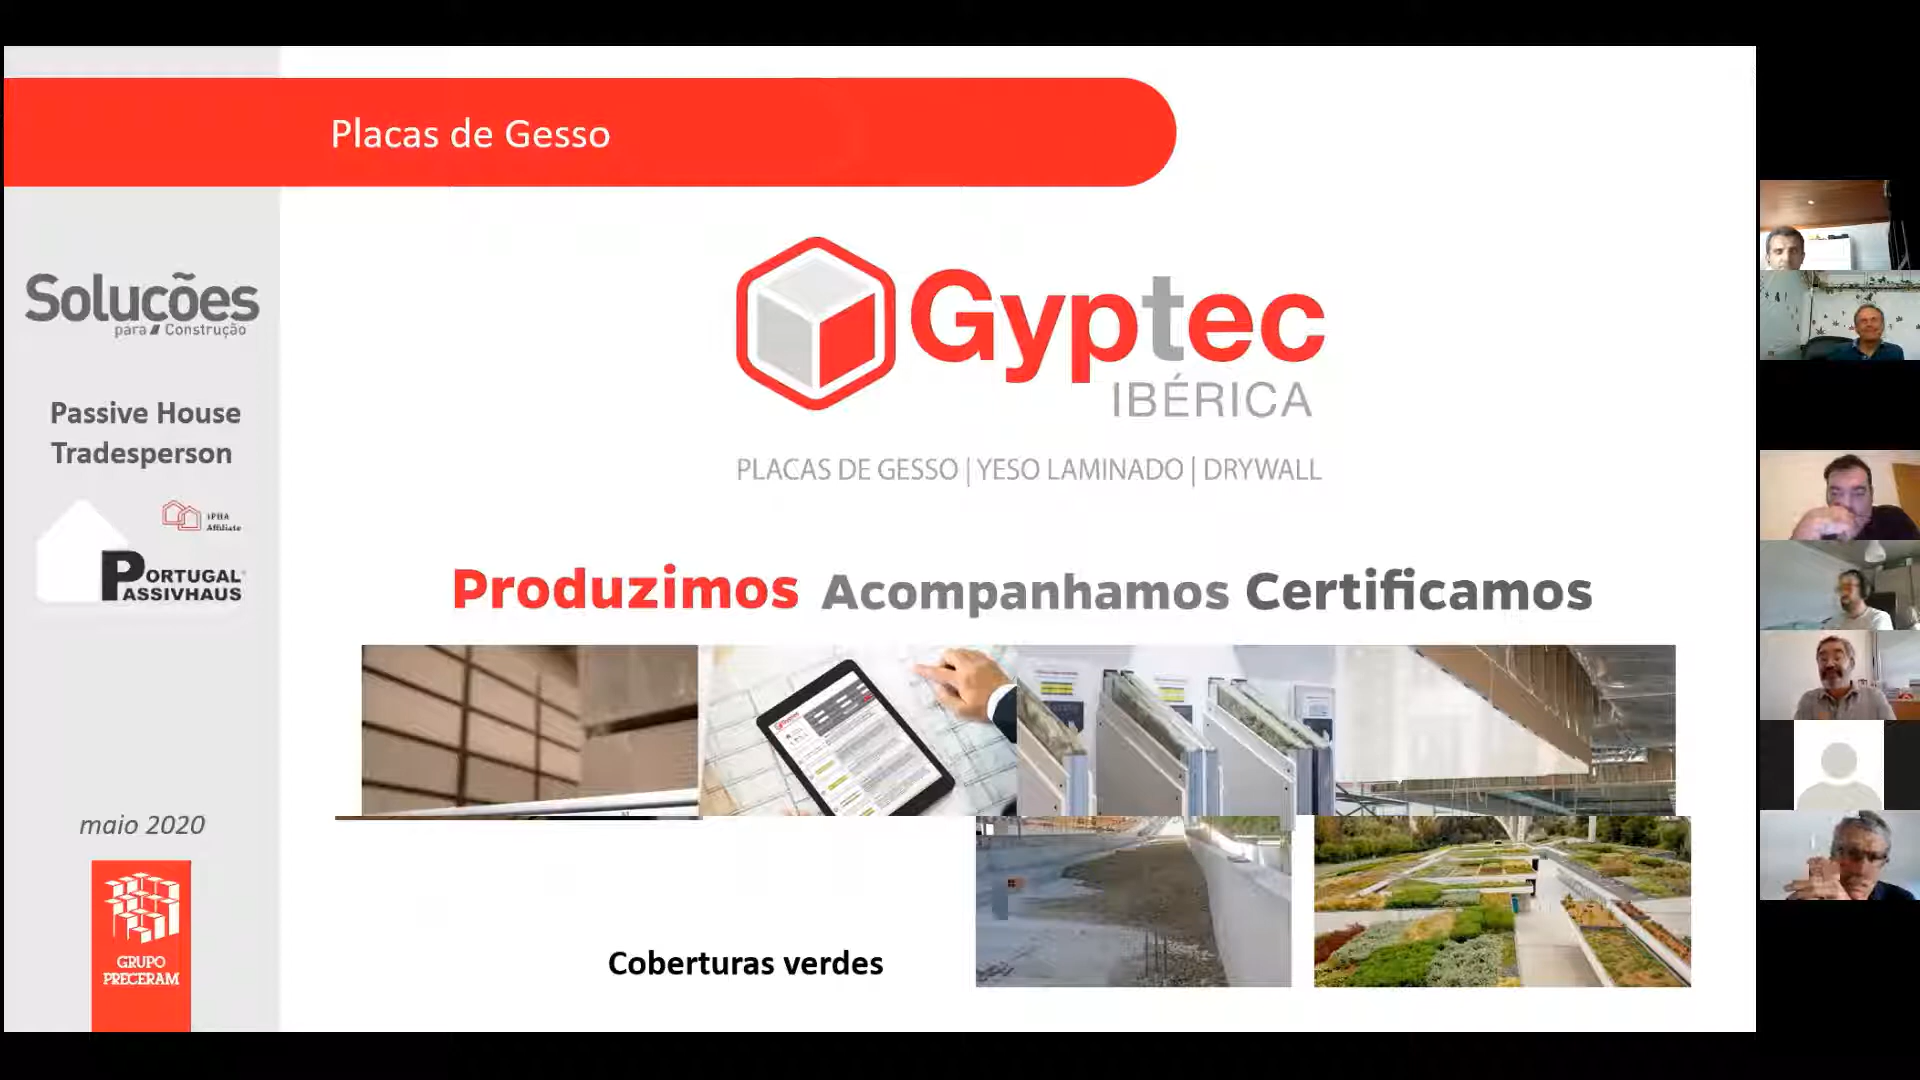 Placas de Gesso
Soluções
para Construção
Passive House
Tradesperson
iPHA
Affiliate
PORTUGAL
PASSIVHAUS
maio 2020
GRUPO
PRECERAM
Gyptec
IBÉRICA
PLACAS DE GESSO | YESO LAMINADO | DRYWALL
Produzimos Acompanhamos Certificamos
Coberturas verdes